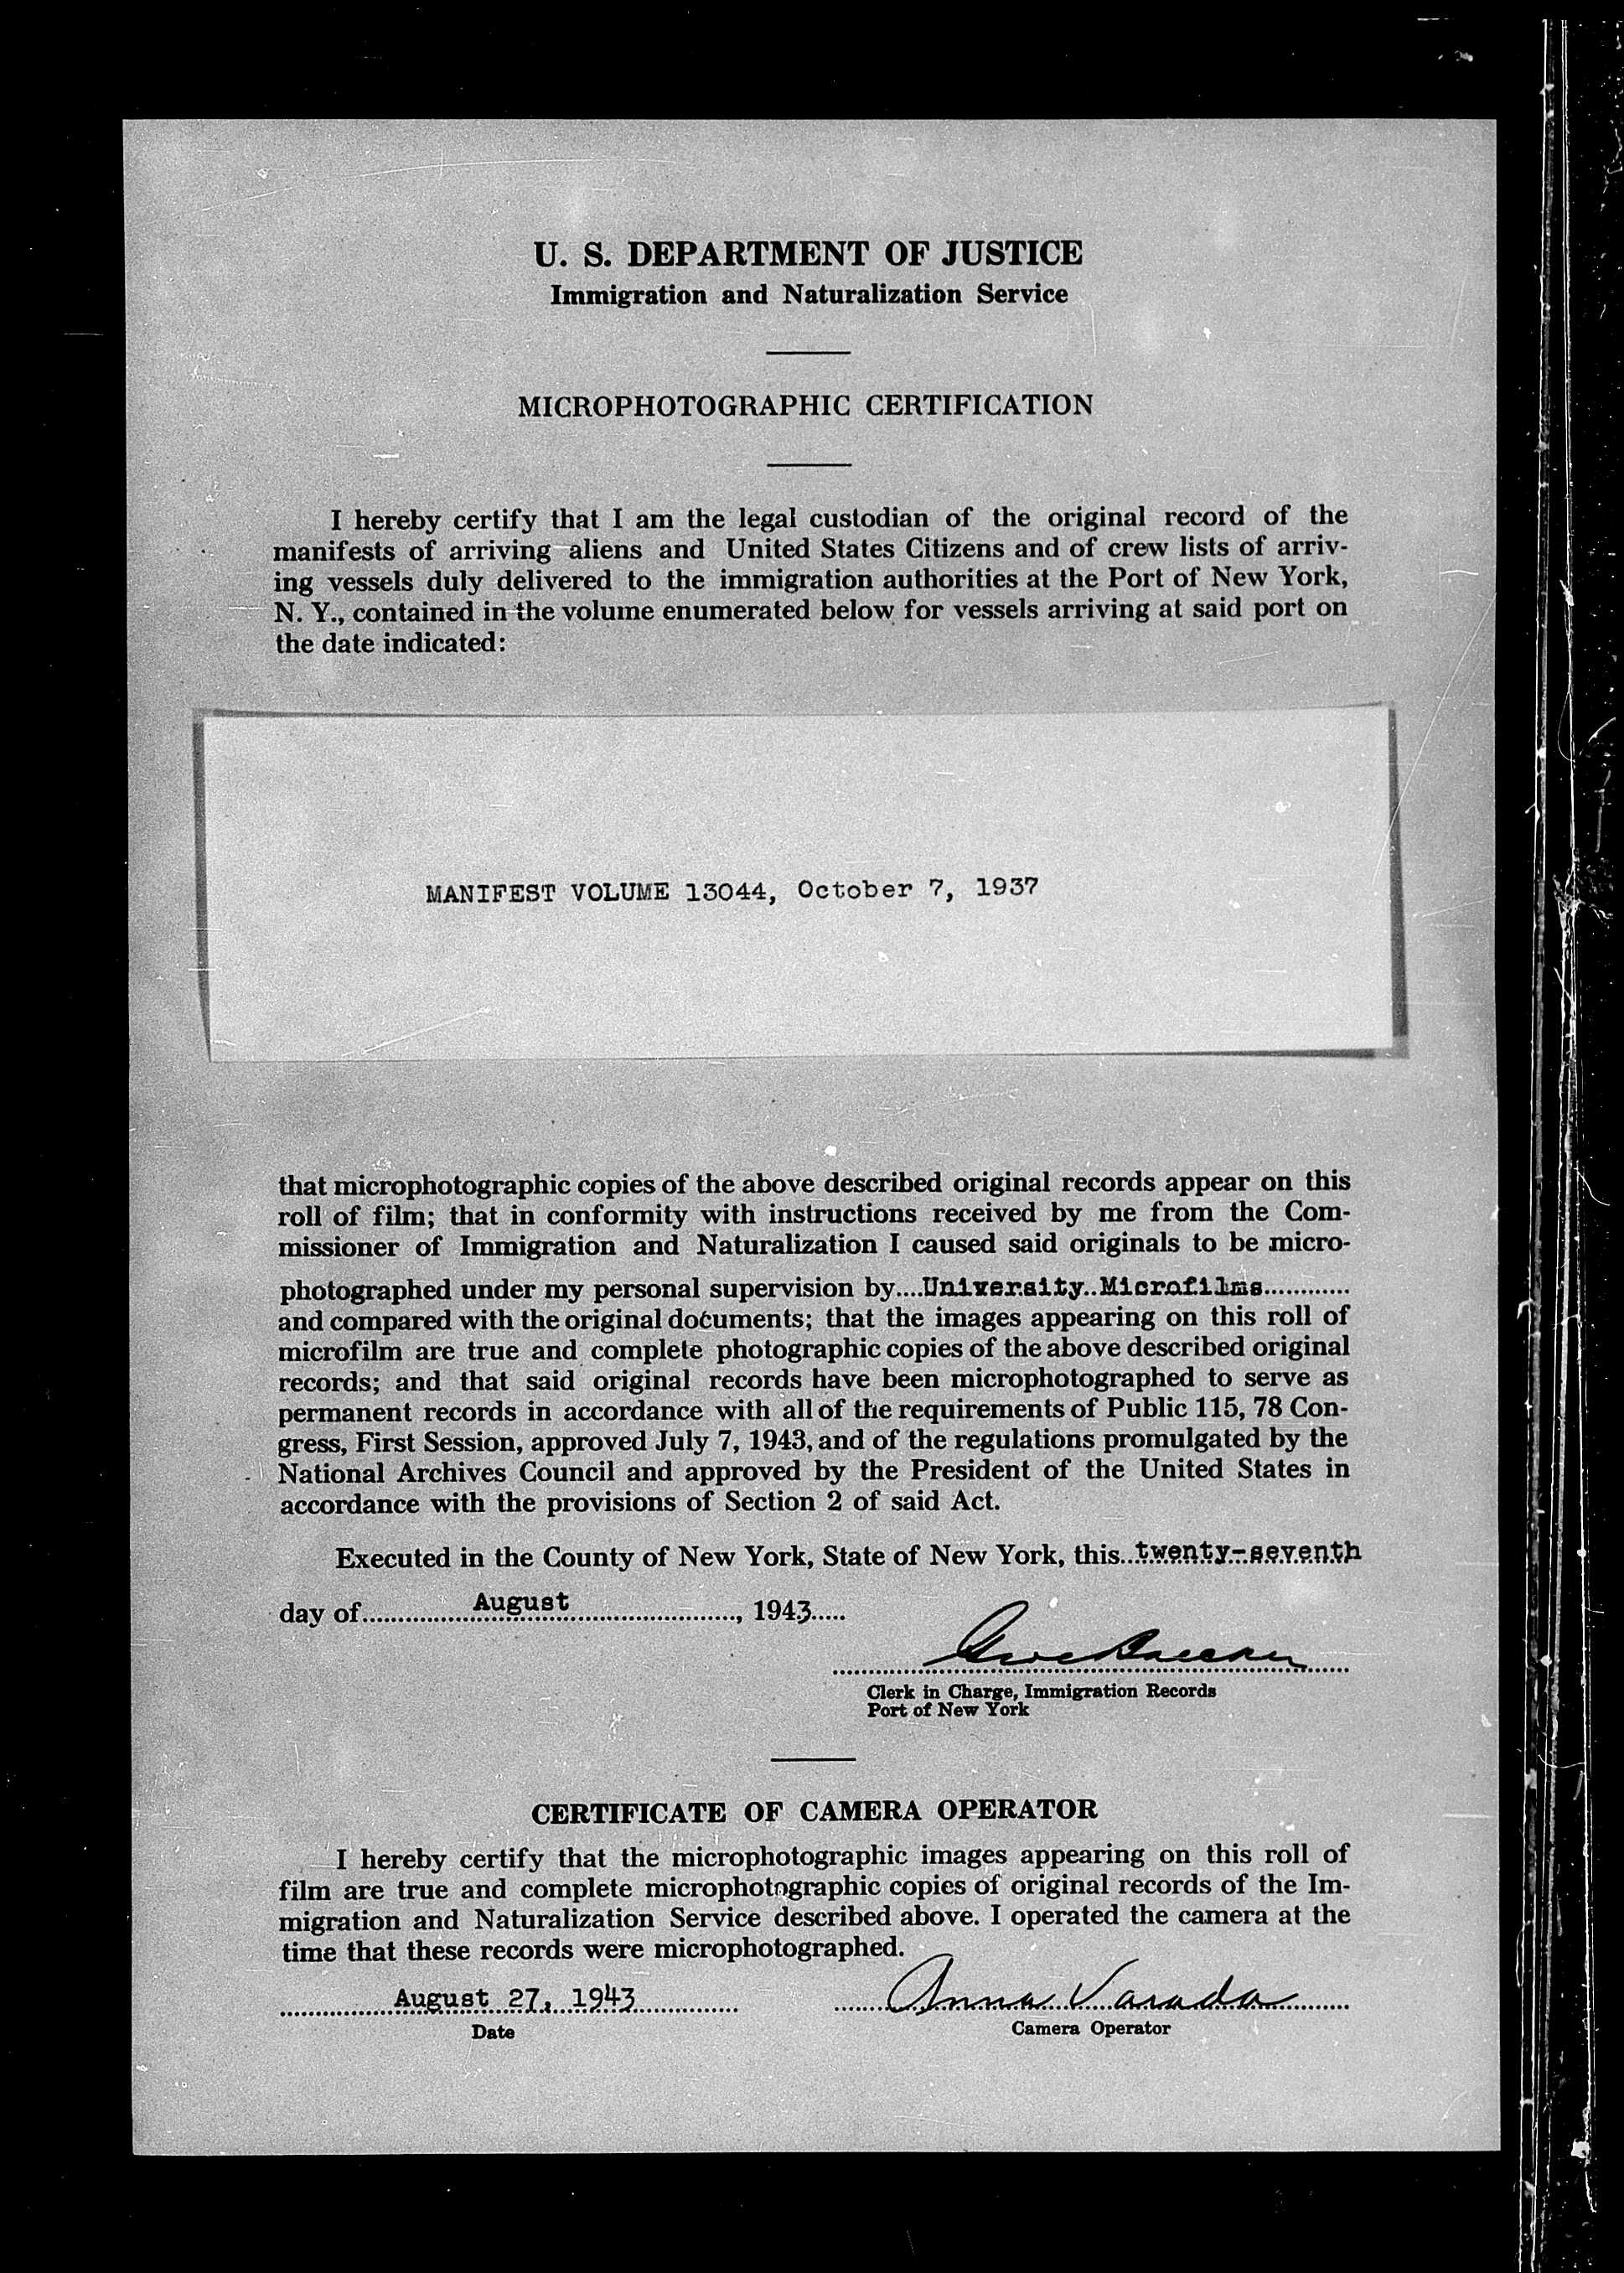 U. S. DEPARTMENT OF JUSTICE
Immigration and Naturalization Service
MICROPHOTOGRAPHIC CERTIFICATION
I hereby certify that I am the legal custodian of the original record of the
manifests of arriving aliens and United States Citizens and of crew lists of arriv-
ing vessels duly delivered to the immigration authorities at the Port of New York,
N. Y., contained in the volume enumerated below for vessels arriving at said port on
the date indicated:
MANIFEST VOLUME 13044, October 7, 1937
that microphotographic copies of the above described original records appear on this
roll of film; that in conformity with instructions received by me from the Com-
missioner of Immigration and Naturalization I caused said originals to be micro-
photographed under my personal supervision by....University Microfilms............
and compared with the original documents; that the images appearing on this roll of
microfilm are true and complete photographic copies of the above described original
records; and that said original records have been microphotographed to serve as
permanent records in accordance with all of the requirements of Public 115, 78 Con-
gress, First Session, approved July 7, 1943, and of the regulations promulgated by the
National Archives Council and approved by the President of the United States in
accordance with the provisions of Section 2 of said Act.
Executed in the County of New York, State of New York, this twenty-seventh
day of August, 1943
Clerk in Charge, Immigration Records
Port of New York
CERTIFICATE OF CAMERA OPERATOR
I hereby certify that the microphotographic images appearing on this roll of
film are true and complete microphotographic copies of original records of the Im-
migration and Naturalization Service described above. I operated the camera at the
time that these records were microphotographed.
August 27, 1943 Anna Varada
Date Camera Operator